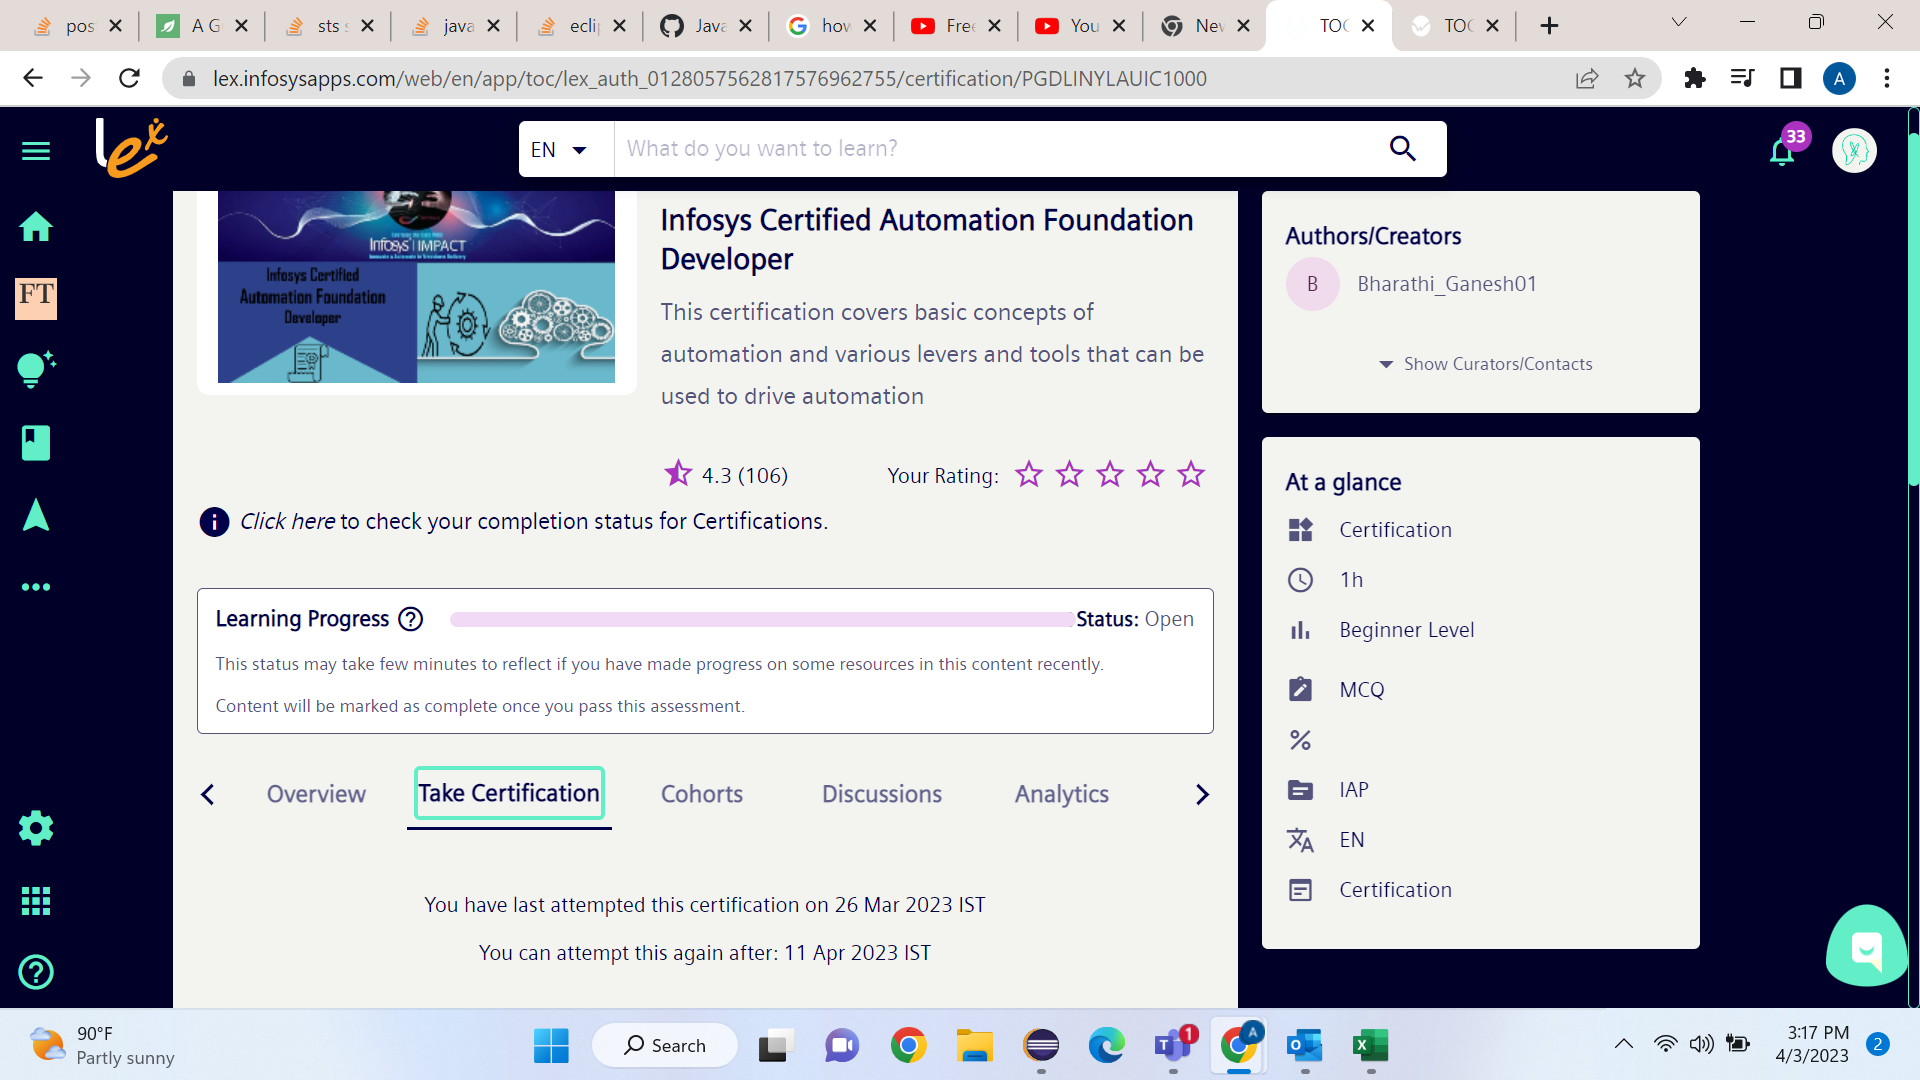 pos
A G
sts s
java
ecli
Java
how
Free
You
New
TOC
TOC
lex.infosysapps.com/web/en/app/toc/lex_auth_0128057562817576962755/certification/PGDLINYLAUIC1000
A
lex
EN
What do you want to learn?
33
FT
Infosys | IMPACT
Infosys Certified
Automation Foundation
Developer
Infosys Certified Automation Foundation
Developer
This certification covers basic concepts of
automation and various levers and tools that can be
used to drive automation
4.3 (106)
Your Rating:
Click here to check your completion status for Certifications.
Learning Progress
Status: Open
This status may take few minutes to reflect if you have made progress on some resources in this content recently.
Content will be marked as complete once you pass this assessment.
Overview
Take Certification
Cohorts
Discussions
Analytics
You have last attempted this certification on 26 Mar 2023 IST
You can attempt this again after: 11 Apr 2023 IST
Authors/Creators
B
Bharathi_Ganesh01
Show Curators/Contacts
At a glance
Certification
1h
Beginner Level
MCQ
%
IAP
EN
Certification
90°F
Partly sunny
Search
1
A
3:17 PM
4/3/2023
2